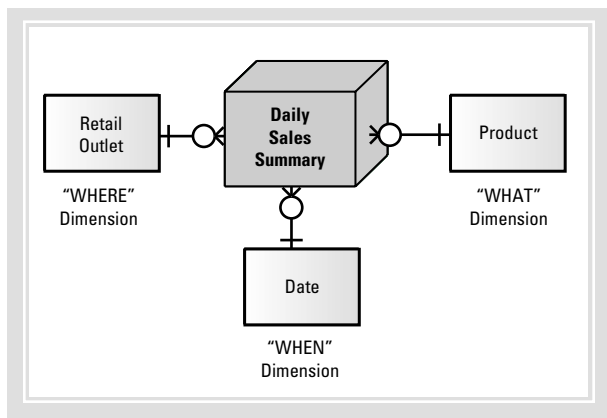 Retail
Outlet
“WHERE”
Dimension
Daily
Sales
Summary
Product
“WHAT”
Dimension
Date
“WHEN”
Dimension